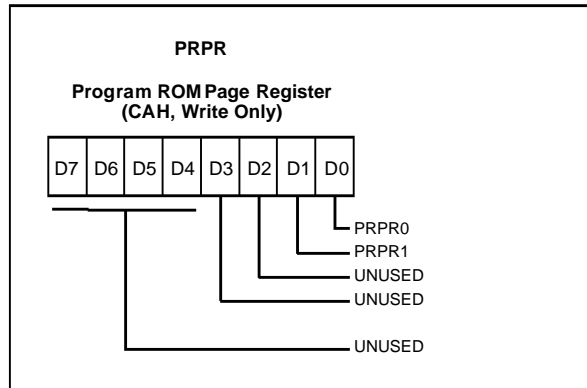 PRPR
Program ROM Page Register
(CAH, Write Only)
D7 D6 D5 D4 D3 D2 D1 D0
PRPR0
PRPR1
UNUSED
UNUSED
UNUSED